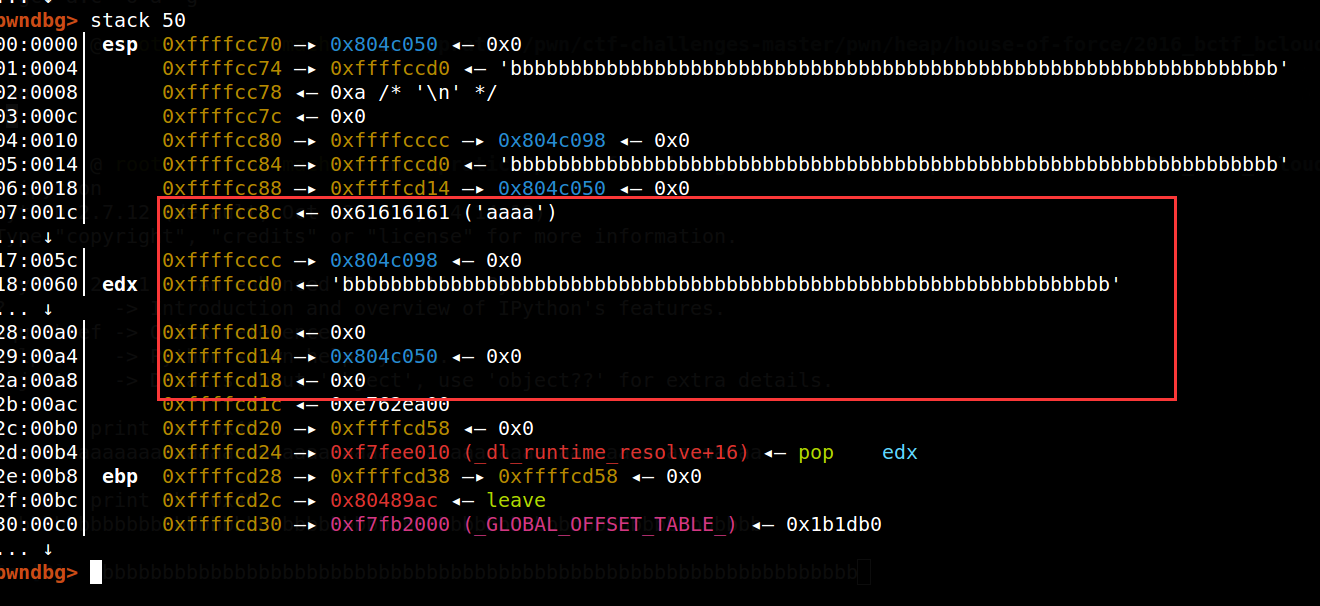 pwndbg> stack 50
00:0000│ esp 0xffffcc70 —▸ 0x804c050 ◂— 0x0
01:0004│ 0xffffcc74 —▸ 0xffffccd0 ◂— 'bbbbbbbbbbbbbbbbbbbbbbbbbbbbbbbbbbbbbbbbbbbbbbbbbbbbbbbbbbbbbbbb'
02:0008│ 0xffffcc78 ◂— 0xa /* '\n' */
03:000c│ 0xffffcc7c ◂— 0x0
04:0010│ 0xffffcc80 —▸ 0xffffcccc —▸ 0x804c098 ◂— 0x0
05:0014│ 0xffffcc84 —▸ 0xffffccd0 ◂— 'bbbbbbbbbbbbbbbbbbbbbbbbbbbbbbbbbbbbbbbbbbbbbbbbbbbbbbbbbbbbbbbb'
06:0018│ 0xffffcc88 —▸ 0xffffcd14 —▸ 0x804c050 ◂— 0x0
07:001c│ 0xffffcc8c ◂— 0x61616161 ('aaaa')
... ↓
17:005c│ 0xffffcccc —▸ 0x804c098 ◂— 0x0
18:0060│ edx 0xffffccd0 ◂— 'bbbbbbbbbbbbbbbbbbbbbbbbbbbbbbbbbbbbbbbbbbbbbbbbbbbbbbbbbbbbbbbb'
... ↓
28:00a0│ 0xffffcd10 ◂— 0x0
29:00a4│ 0xffffcd14 —▸ 0x804c050 ◂— 0x0
2a:00a8│ 0xffffcd18 ◂— 0x0
2b:00ac│ 0xffffcd1c ◂— 0xe762ea00
2c:00b0│ 0xffffcd20 —▸ 0xffffcd58 ◂— 0x0
2d:00b4│ 0xffffcd24 —▸ 0xf7fee010 (_dl_runtime_resolve+16) ◂— pop edx
2e:00b8│ ebp 0xffffcd28 —▸ 0xffffcd38 —▸ 0xffffcd58 ◂— 0x0
2f:00bc│ 0xffffcd2c —▸ 0x80489ac ◂— leave
30:00c0│ 0xffffcd30 —▸ 0xf7fb2000 (_GLOBAL_OFFSET_TABLE_) ◂— 0x1b1db0
... ↓
pwndbg>